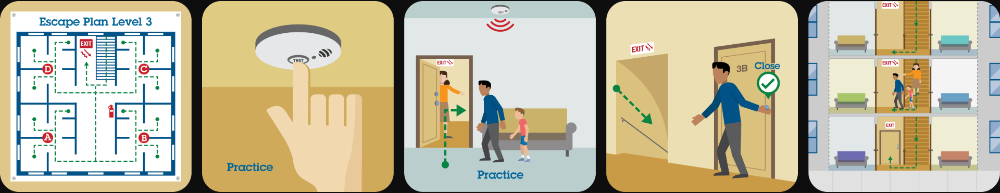 Escape Plan Level 3
EXIT
D
C
A
B
TEST
Practice
EXIT
Practice
EXIT
3B
Close
EXIT
EXIT
EXIT